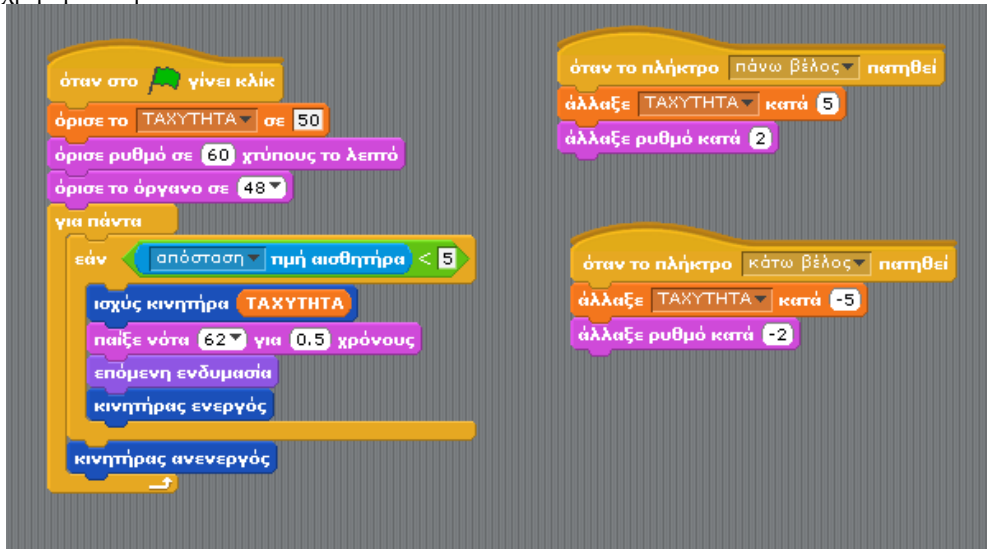 όταν στο γίνει κλίκ
όρισε το ΤΑΧΥΤΗΤΑ σε 50
όρισε ρυθμό σε 60 χτύπους το λεπτό
όρισε το όργανο σε 48
για πάντα
εάν απόσταση τιμή αισθητήρα < 5
ισχύς κινητήρα ΤΑΧΥΤΗΤΑ
παίξε νότα 62 για 0.5 χρόνους
επόμενη ενδυμασία
κινητήρας ενεργός
κινητήρας ανενεργός
όταν το πλήκτρο πάνω βέλος πατηθεί
άλλαξε ΤΑΧΥΤΗΤΑ κατά 5
άλλαξε ρυθμό κατά 2
όταν το πλήκτρο κάτω βέλος πατηθεί
άλλαξε ΤΑΧΥΤΗΤΑ κατά -5
άλλαξε ρυθμό κατά -2